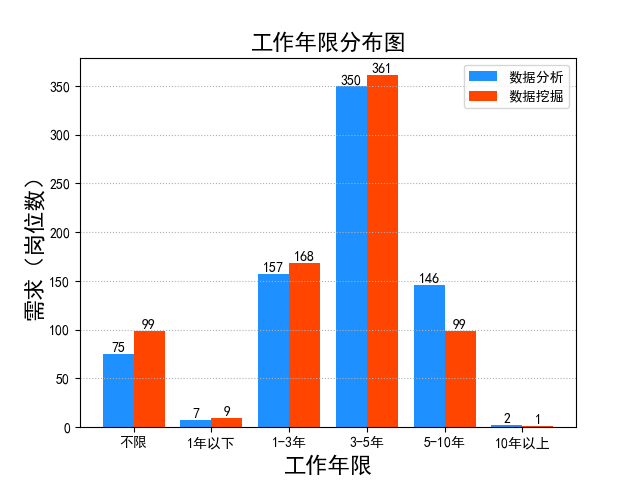 工作年限分布图
数据分析
数据挖掘
需求（岗位数）
350
300
250
200
150
100
50
0
75
99
7
9
157
168
350
361
146
99
2
1
不限
1年以下
1-3年
3-5年
5-10年
10年以上
工作年限